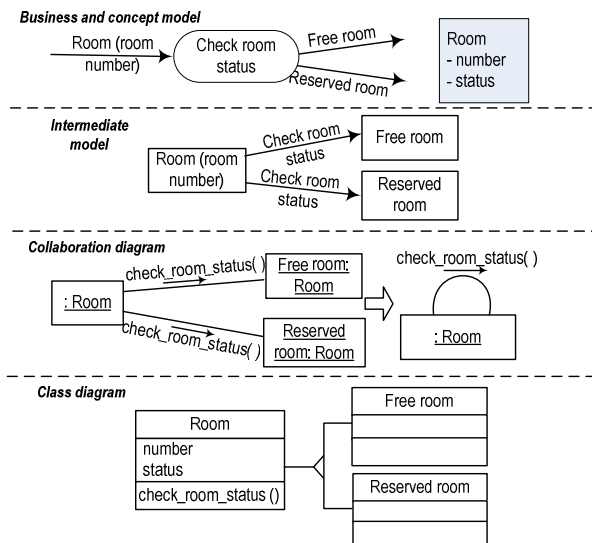 Business and concept model
Room (room
number)
Check room
status
Free room
Reserved room
Room
- number
- status
Intermediate
model
Room (room
number)
Check room
status
Check room
status
Free room
Reserved
room
Collaboration diagram
: Room
check_room_status( )
check_room_status( )
Free room:
Room
Reserved
room: Room
check_room_status( )
: Room
Class diagram
Room
number
status
check_room_status ()
Free room
Reserved room